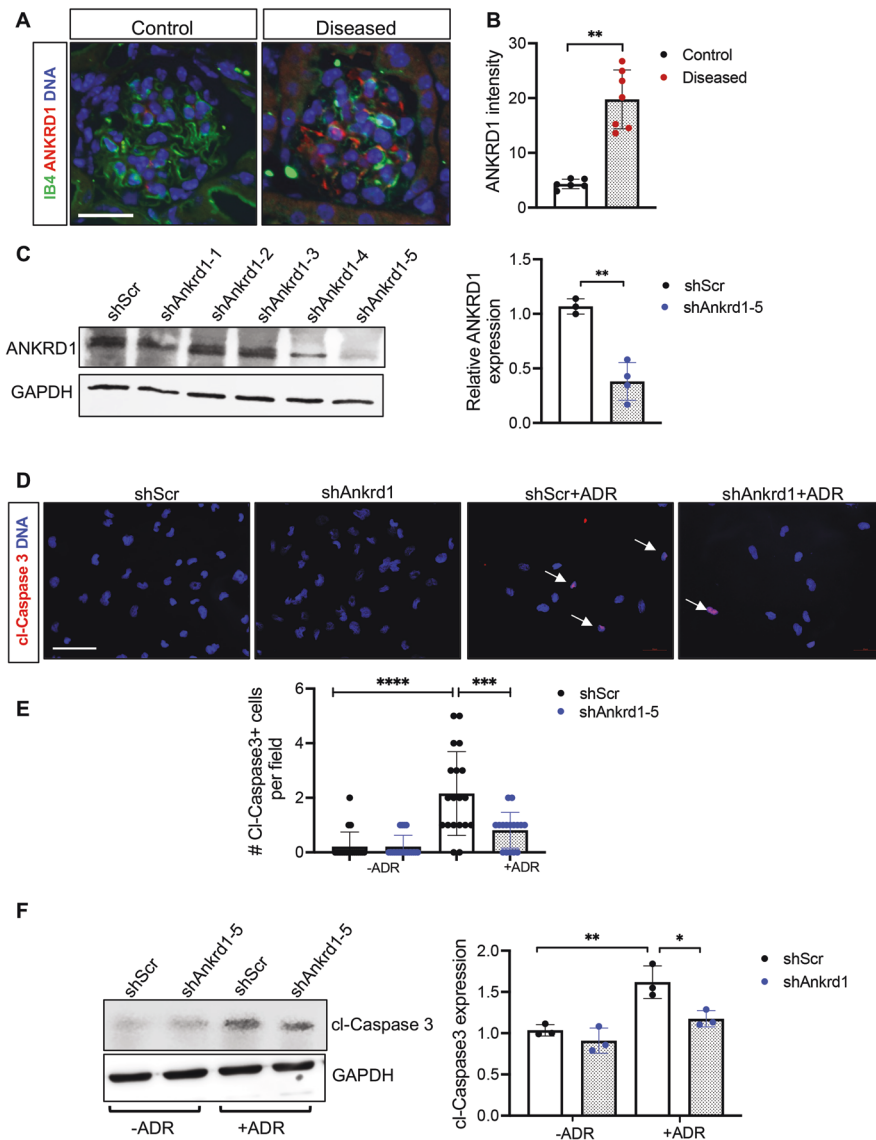 A
Control
Diseased
IB4 ANKRD1 DNA
B
ANKRD1 intensity
30
20
10
0
**
Control
Diseased
C
shScr
shAnkrd1-1
shAnkrd1-2
shAnkrd1-3
shAnkrd1-4
shAnkrd1-5
ANKRD1
GAPDH
Relative ANKRD1
expression
1.5
1.0
0.5
0.0
**
shScr
shAnkrd1-5
D
shScr
shAnkrd1
shScr+ADR
shAnkrd1+ADR
cl-Caspase 3 DNA
E
# Cl-Caspase3+ cells
per field
6
4
2
0
****
***
-ADR
+ADR
shScr
shAnkrd1-5
F
shScr
shAnkrd1-5
shScr
shAnkrd1-5
cl-Caspase 3
GAPDH
-ADR
+ADR
cl-Caspase3 expression
2.0
1.5
1.0
0.5
0.0
**
*
-ADR
+ADR
shScr
shAnkrd1